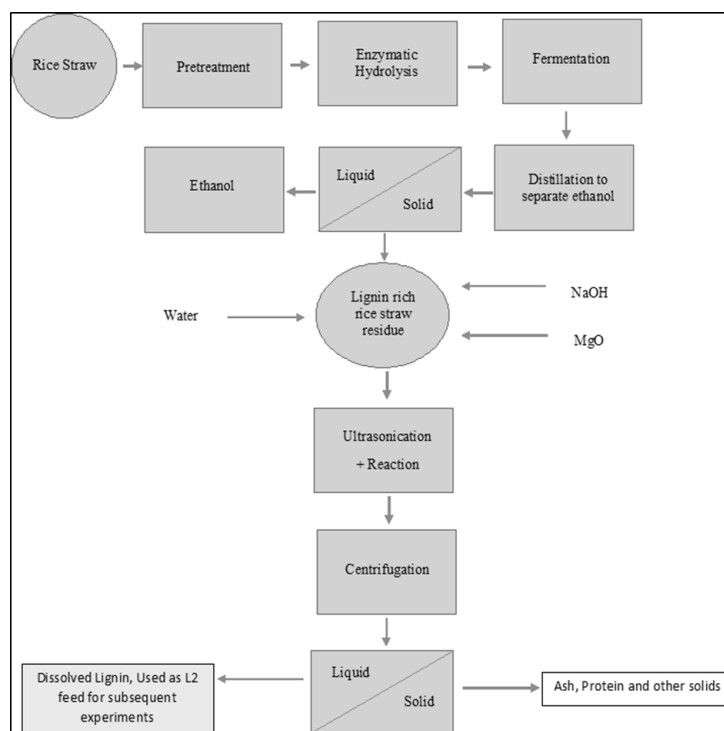 Rice Straw
Pretreatment
Enzymatic
Hydrolysis
Fermentation
Ethanol
Liquid
Solid
Distillation to
separate ethanol
Lignin rich
rice straw
residue
Water
NaOH
MgO
Ultrasonication
+ Reaction
Centrifugation
Dissolved Lignin, Used as L2
feed for subsequent
experiments
Liquid
Solid
Ash, Protein and other solids